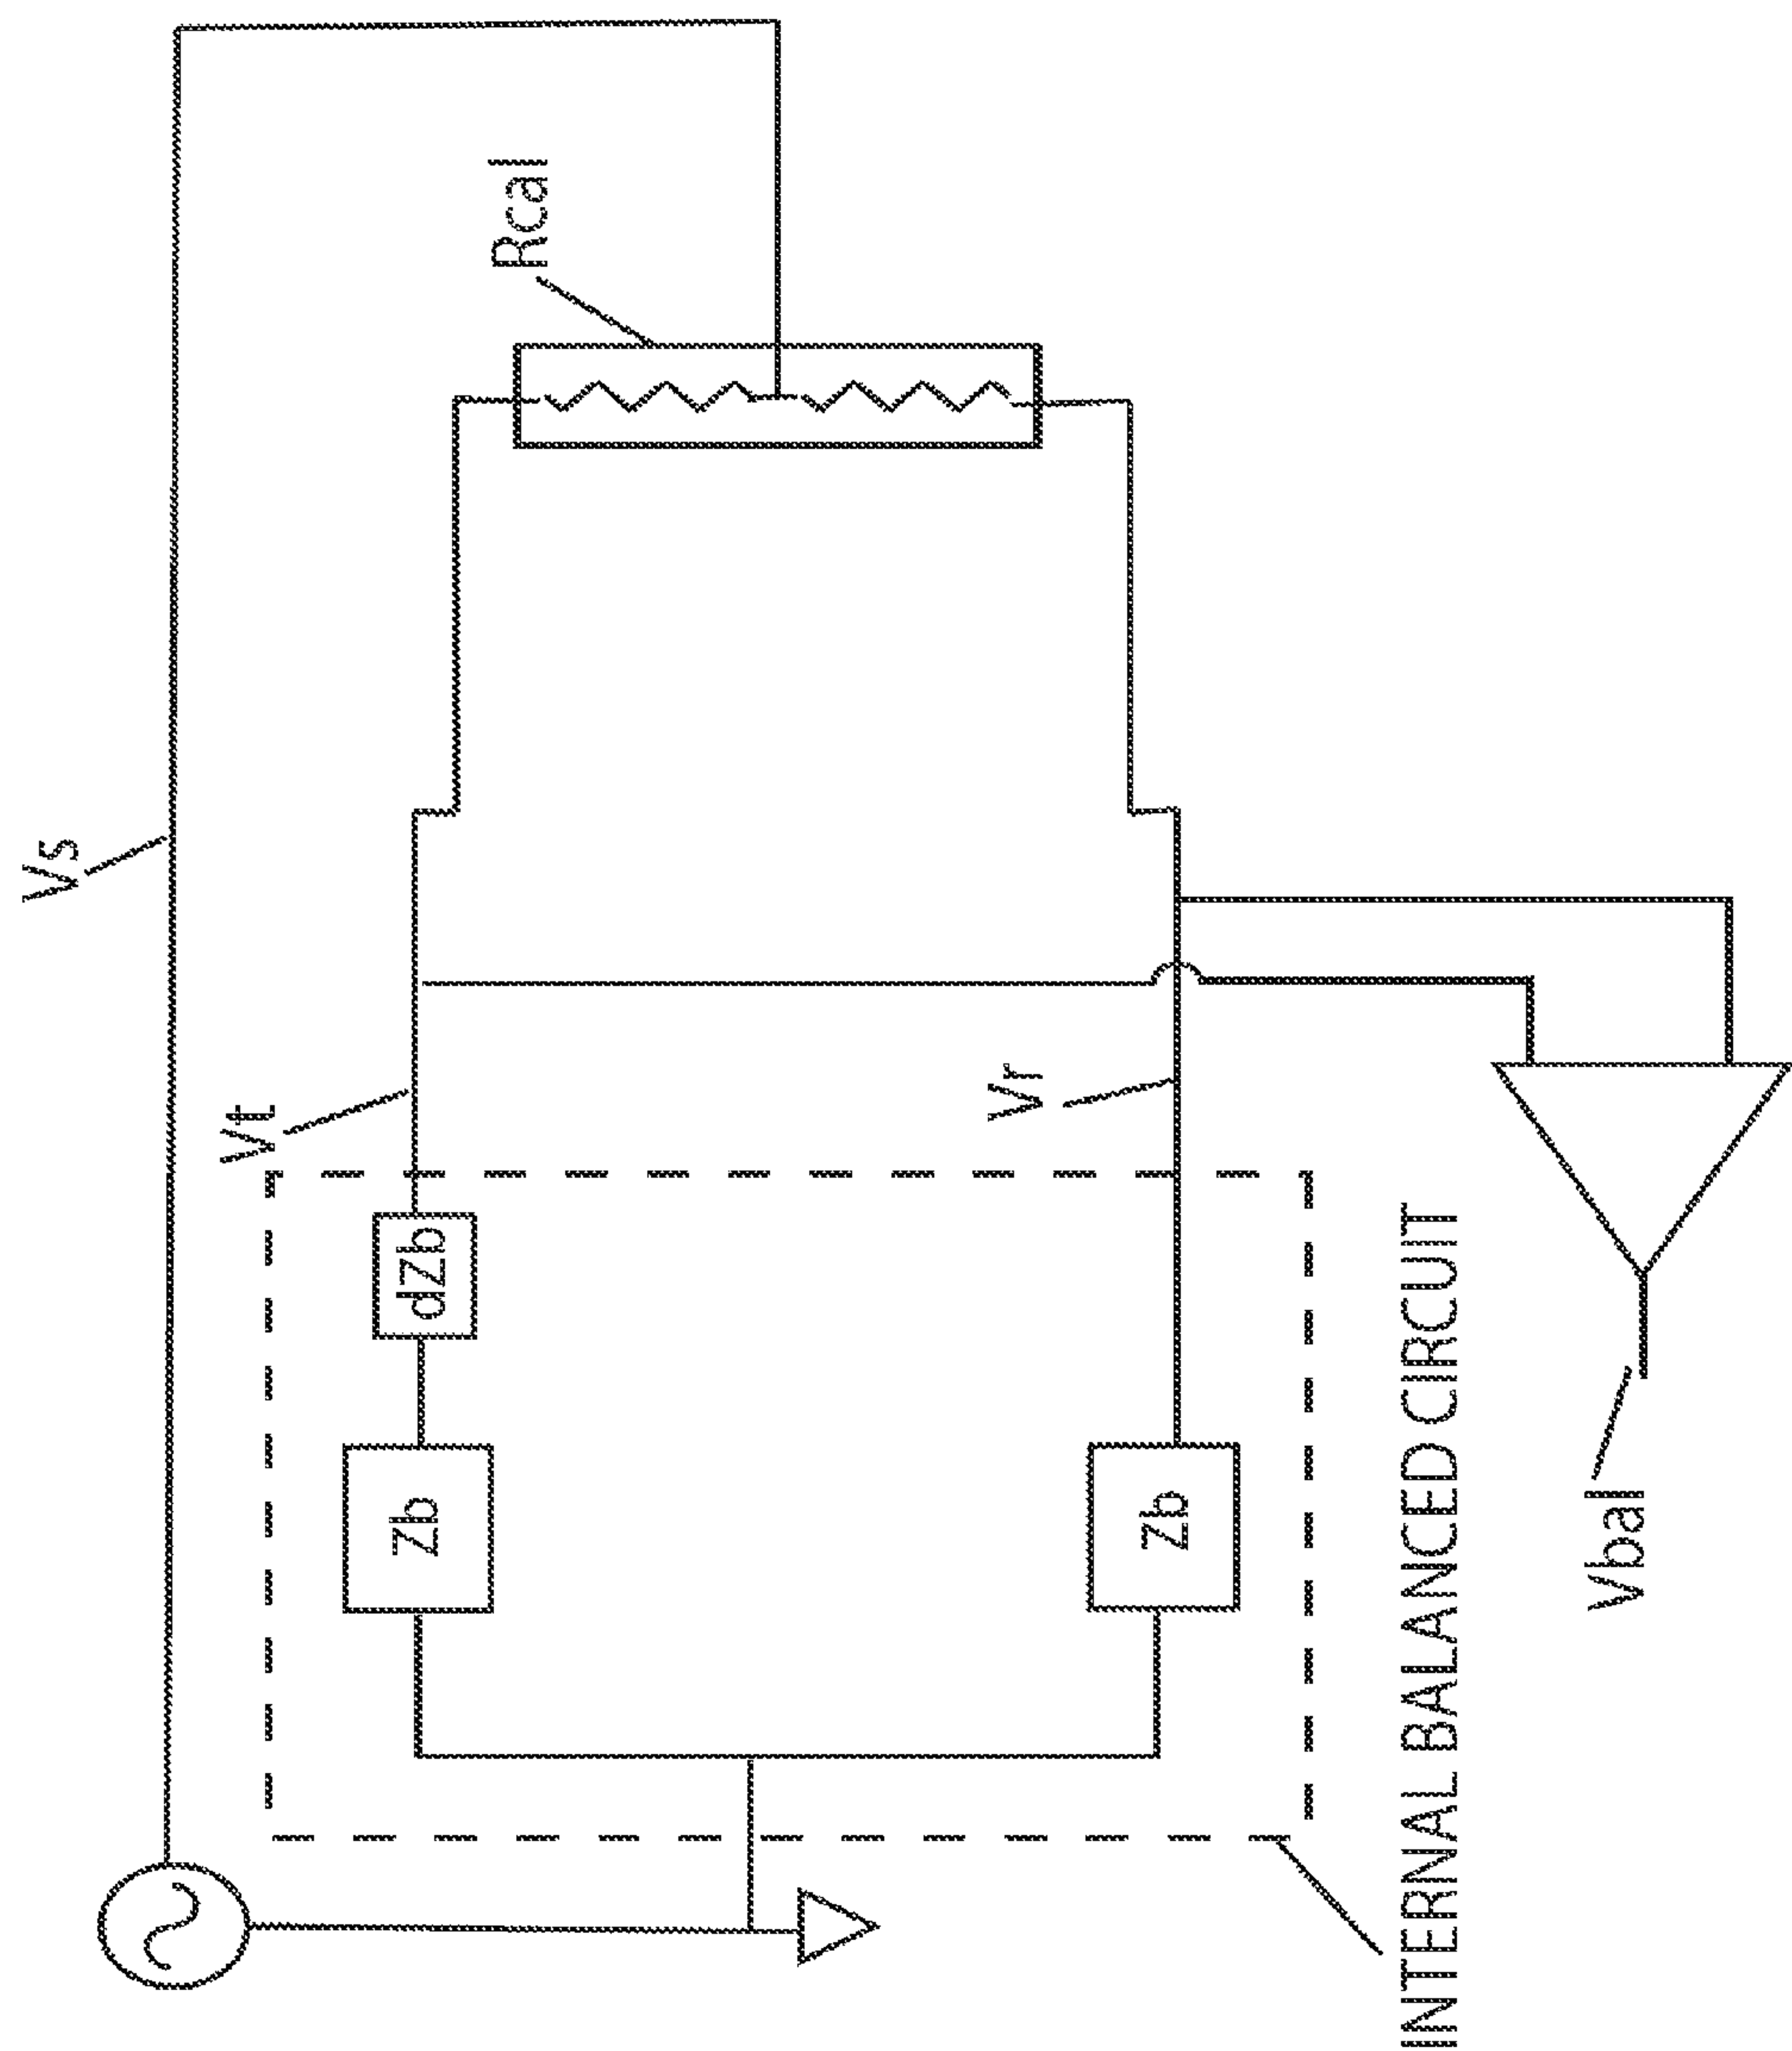 Vs
Rcal
Vt
dZb
Zb
Vr
Zb
INTERNAL BALANCED CIRCUIT
Vbal